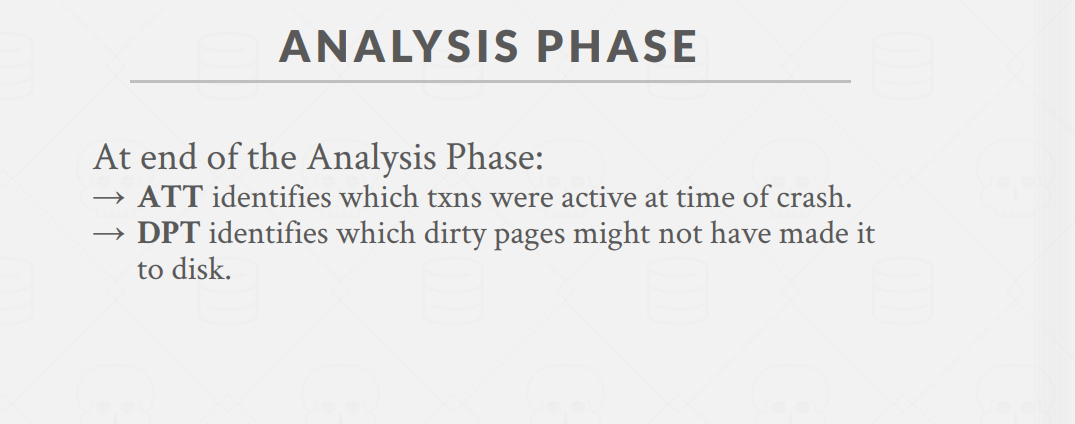 ANALYSIS PHASE
At end of the Analysis Phase:
→ ATT identifies which txns were active at time of crash.
→ DPT identifies which dirty pages might not have made it
to disk.